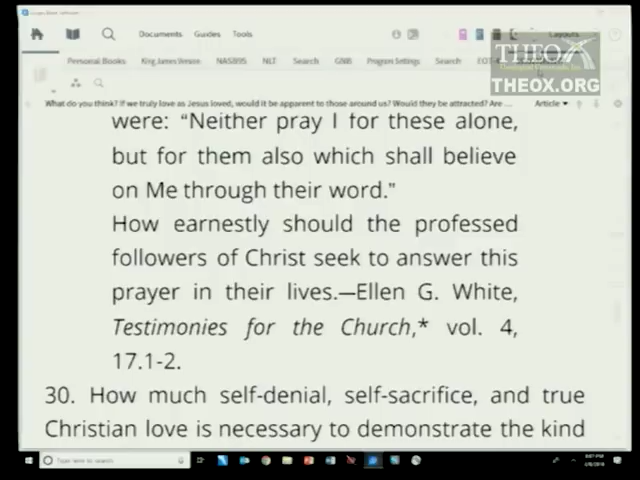 Documents Guides Tools
Layouts
THEOX
THEOX.ORG
Personal Books King James Version NASB95 NLT Search GNB Program Settings Search
What do you think? If we truly love as Jesus loved, would it be apparent to those around us? Would they be attracted? Are ...
Article
were: “Neither pray I for these alone,
but for them also which shall believe
on Me through their word.”
How earnestly should the professed
followers of Christ seek to answer this
prayer in their lives.—Ellen G. White,
Testimonies for the Church,* vol. 4,
17.1-2.
30. How much self-denial, self-sacrifice, and true
Christian love is necessary to demonstrate the kind
Type here to search